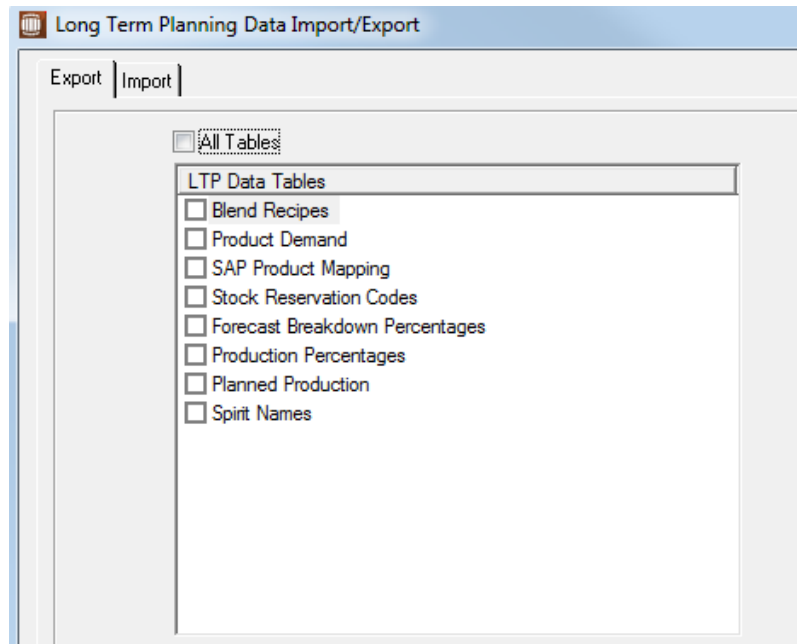 Long Term Planning Data Import/Export
Export Import
All Tables
LTP Data Tables
Blend Recipes
Product Demand
SAP Product Mapping
Stock Reservation Codes
Forecast Breakdown Percentages
Production Percentages
Planned Production
Spirit Names